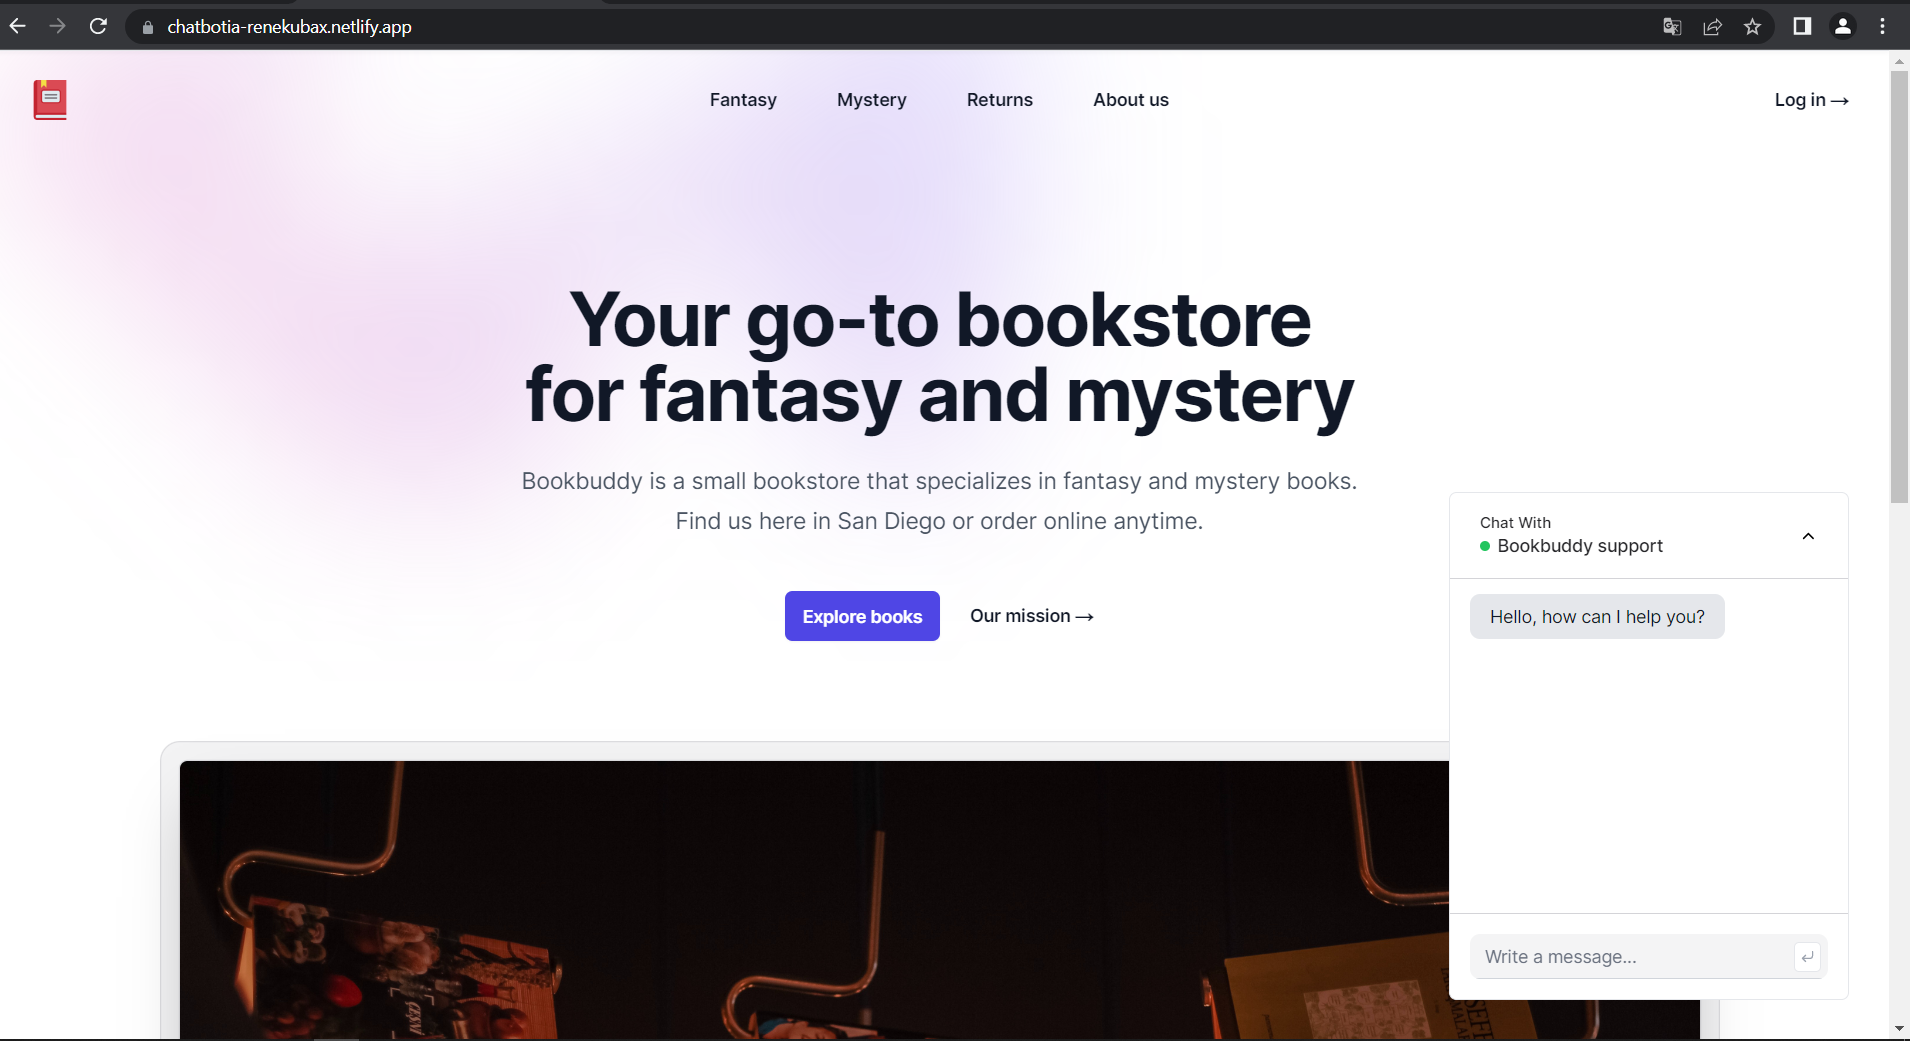 chatbotia-renekubax.netlify.app
Fantasy
Mystery
Returns
About us
Log in →
Your go-to bookstore
for fantasy and mystery
Bookbuddy is a small bookstore that specializes in fantasy and mystery books.
Find us here in San Diego or order online anytime.
Explore books
Our mission →
Chat With
Bookbuddy support
Hello, how can I help you?
Write a message...